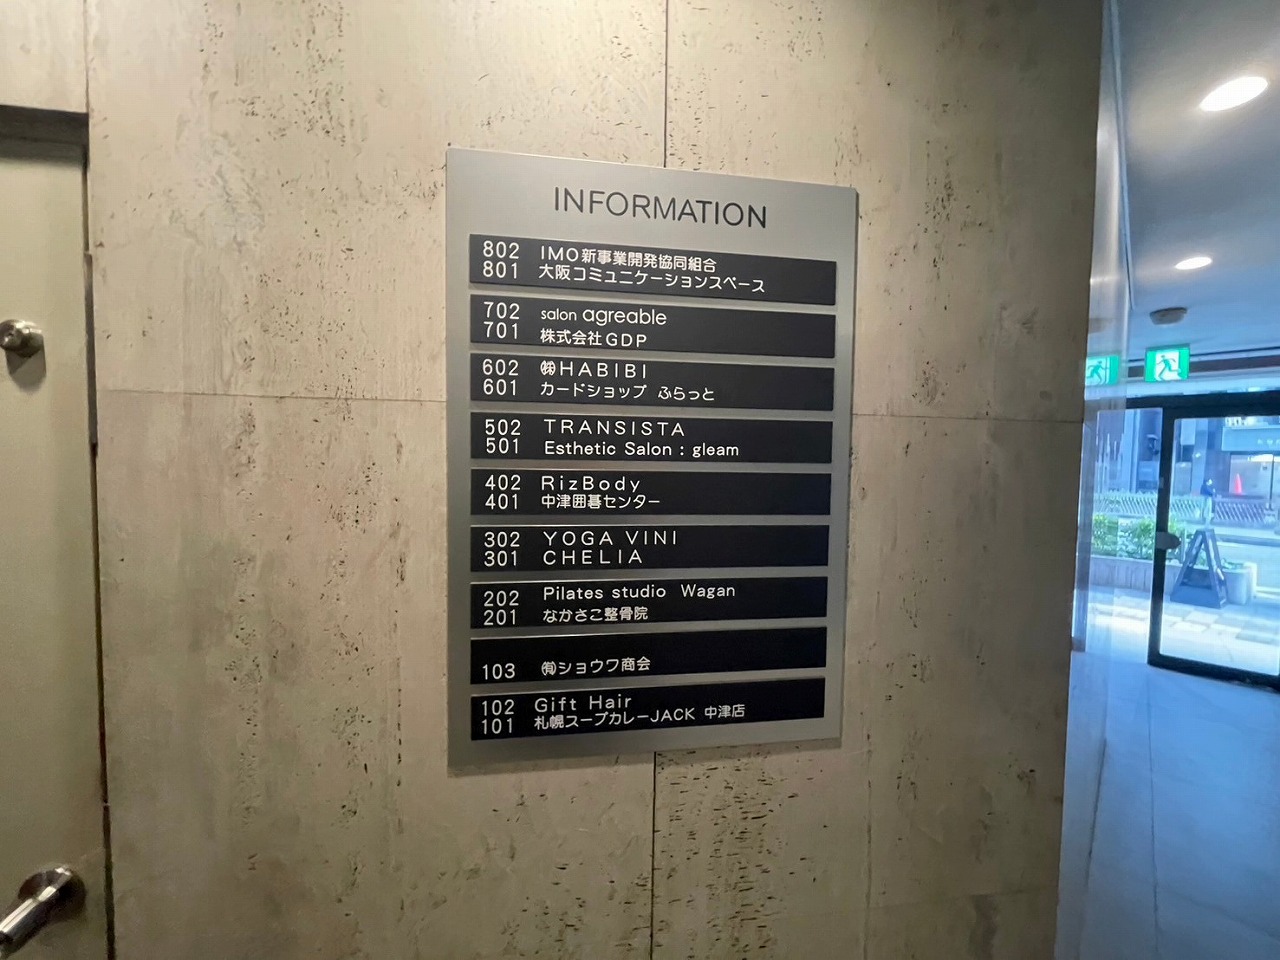 INFORMATION
802 IMO新事業開発協同組合
801 大阪コミュニケーションスペース
702 salon agreable
701 株式会社GDP
602 ㈱HABIBI
601 カードショップ ふらっと
502 TRANSISTA
501 Esthetic Salon : gleam
402 RizBody
401 中津囲碁センター
302 YOGA VINI
301 CHELIA
202 Pilates studio Wagan
201 なかさこ整骨院
103 ㈲ショウワ商会
102 Gift Hair
101 札幌スープカレーJACK 中津店